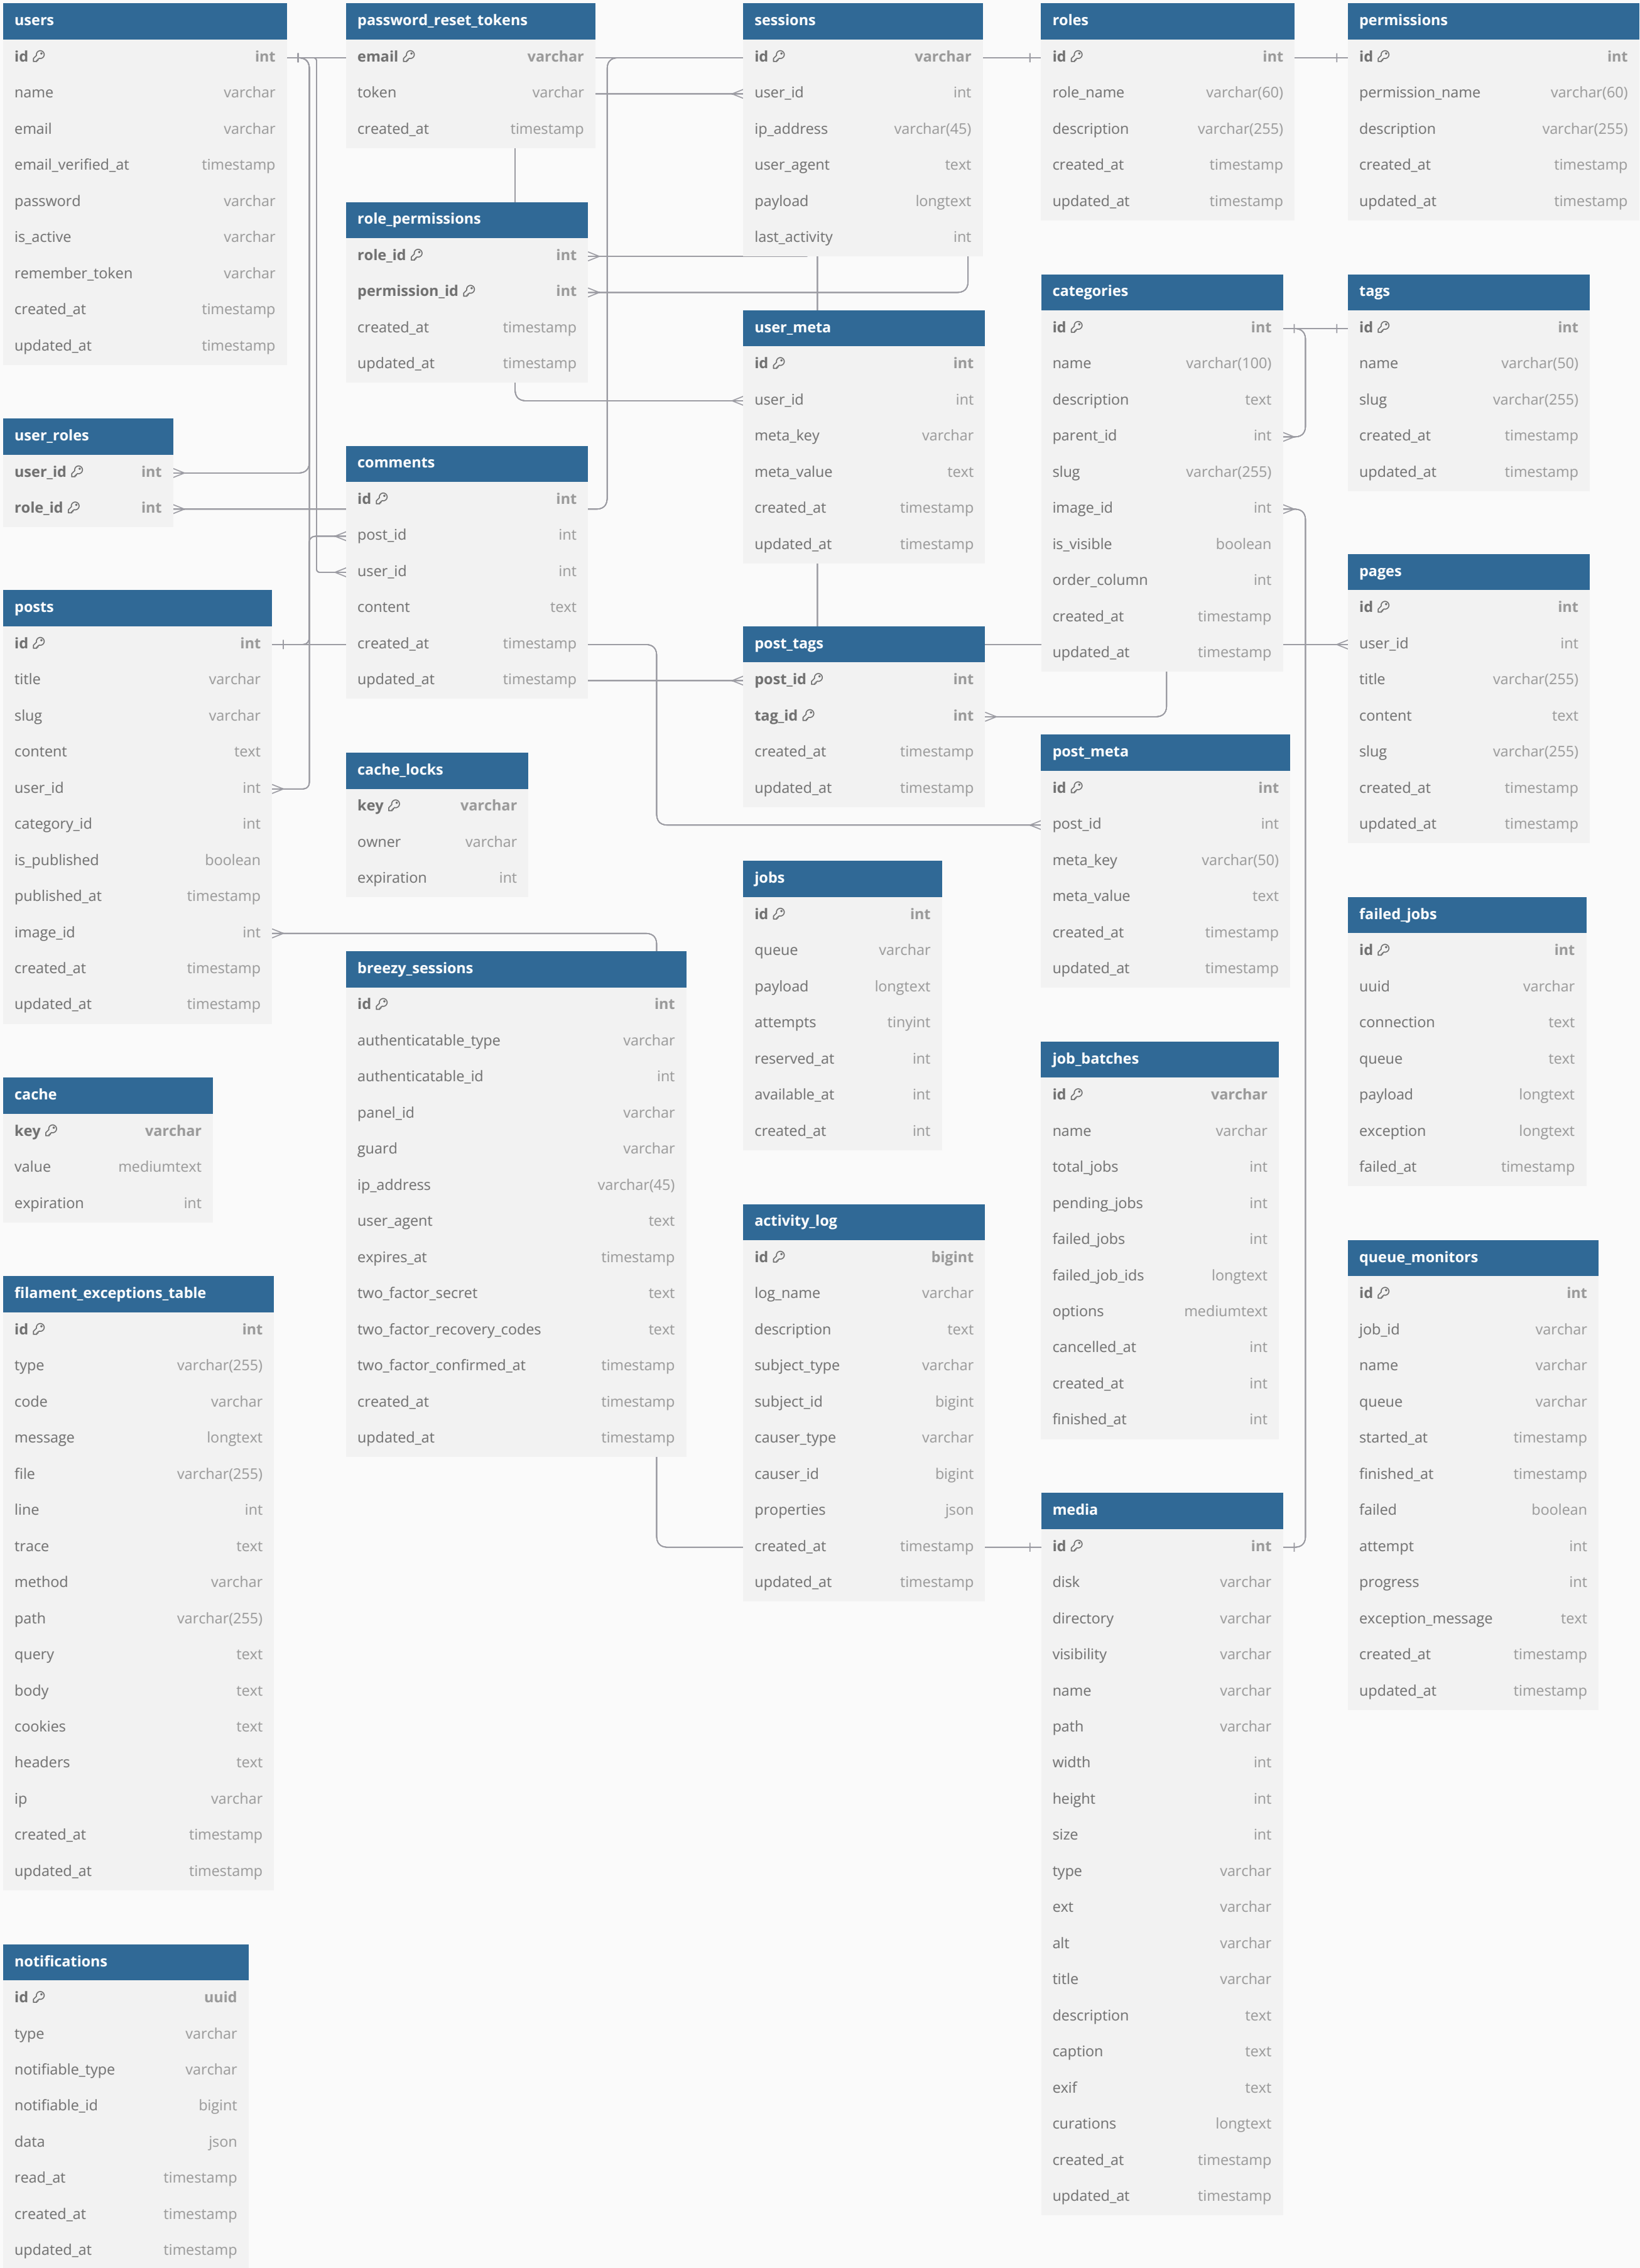 users
id int
name varchar
email varchar
email_verified_at timestamp
password varchar
is_active varchar
remember_token varchar
created_at timestamp
updated_at timestamp
password_reset_tokens
email varchar
token varchar
created_at timestamp
sessions
id varchar
user_id int
ip_address varchar(45)
user_agent text
payload longtext
last_activity int
roles
id int
role_name varchar(60)
description varchar(255)
created_at timestamp
updated_at timestamp
permissions
id int
permission_name varchar(60)
description varchar(255)
created_at timestamp
updated_at timestamp
role_permissions
role_id int
permission_id int
created_at timestamp
updated_at timestamp
user_meta
id int
user_id int
meta_key varchar
meta_value text
created_at timestamp
updated_at timestamp
categories
id int
name varchar(100)
description text
parent_id int
slug varchar(255)
image_id int
is_visible boolean
order_column int
created_at timestamp
updated_at timestamp
tags
id int
name varchar(50)
slug varchar(255)
created_at timestamp
updated_at timestamp
user_roles
user_id int
role_id int
comments
id int
post_id int
user_id int
content text
created_at timestamp
updated_at timestamp
pages
id int
user_id int
title varchar(255)
content text
slug varchar(255)
created_at timestamp
updated_at timestamp
posts
id int
title varchar
slug varchar
content text
user_id int
category_id int
is_published boolean
published_at timestamp
image_id int
created_at timestamp
updated_at timestamp
post_tags
post_id int
tag_id int
created_at timestamp
updated_at timestamp
post_meta
id int
post_id int
meta_key varchar(50)
meta_value text
created_at timestamp
updated_at timestamp
cache_locks
key varchar
owner varchar
expiration int
jobs
id int
queue varchar
payload longtext
attempts tinyint
reserved_at int
available_at int
created_at int
failed_jobs
id int
uuid varchar
connection text
queue text
payload longtext
exception longtext
failed_at timestamp
breezy_sessions
id int
authenticatable_type varchar
authenticatable_id int
panel_id varchar
guard varchar
ip_address varchar(45)
user_agent text
expires_at timestamp
two_factor_secret text
two_factor_recovery_codes text
two_factor_confirmed_at timestamp
created_at timestamp
updated_at timestamp
job_batches
id varchar
name varchar
total_jobs int
pending_jobs int
failed_jobs int
failed_job_ids longtext
options mediumtext
cancelled_at int
created_at int
finished_at int
cache
key varchar
value mediumtext
expiration int
activity_log
id bigint
log_name varchar
description text
subject_type varchar
subject_id bigint
causer_type varchar
causer_id bigint
properties json
created_at timestamp
updated_at timestamp
queue_monitors
id int
job_id varchar
name varchar
queue varchar
started_at timestamp
finished_at timestamp
failed boolean
attempt int
progress int
exception_message text
created_at timestamp
updated_at timestamp
filament_exceptions_table
id int
type varchar(255)
code varchar
message longtext
file varchar(255)
line int
trace text
method varchar
path varchar(255)
query text
body text
cookies text
headers text
ip varchar
created_at timestamp
updated_at timestamp
media
id int
disk varchar
directory varchar
visibility varchar
name varchar
path varchar
width int
height int
size int
type varchar
ext varchar
alt varchar
title varchar
description text
caption text
exif text
curations longtext
created_at timestamp
updated_at timestamp
notifications
id uuid
type varchar
notifiable_type varchar
notifiable_id bigint
data json
read_at timestamp
created_at timestamp
updated_at timestamp